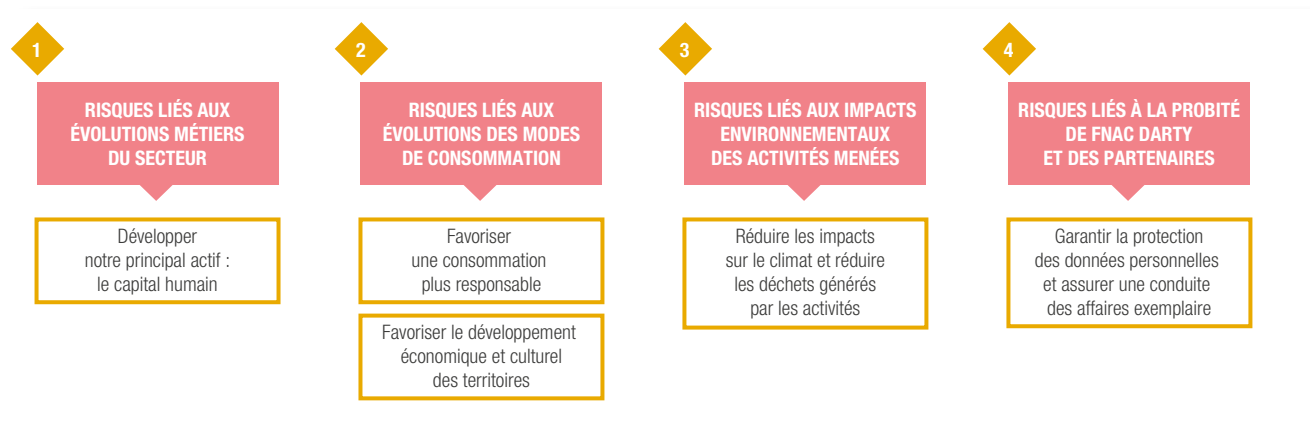 1
RISQUES LIÉS AUX
ÉVOLUTIONS MÉTIERS
DU SECTEUR
Développer
notre principal actif :
le capital humain
2
RISQUES LIÉS AUX
ÉVOLUTIONS DES MODES
DE CONSOMMATION
Favoriser
une consommation
plus responsable
Favoriser le développement
économique et culturel
des territoires
3
RISQUES LIÉS AUX IMPACTS
ENVIRONNEMENTAUX
DES ACTIVITÉS MENÉES
Réduire les impacts
sur le climat et réduire
les déchets générés
par les activités
4
RISQUES LIÉS À LA PROBITÉ
DE FNAC DARTY
ET DES PARTENAIRES
Garantir la protection
des données personnelles
et assurer une conduite
des affaires exemplaire